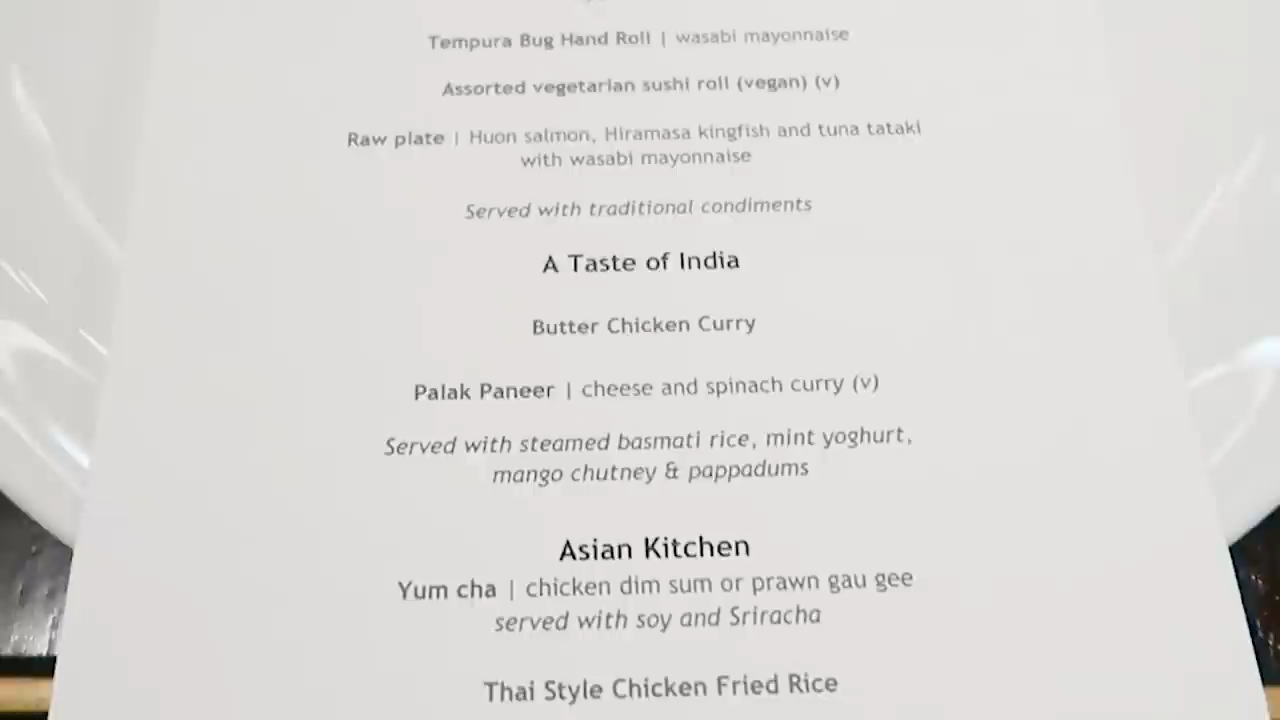 Tempura Bug Hand Roll | wasabi mayonnaise
Assorted vegetarian sushi roll (vegan) (v)
Raw plate | Huon salmon, Hiramasa kingfish and tuna tataki
with wasabi mayonnaise
Served with traditional condiments
A Taste of India
Butter Chicken Curry
Palak Paneer | cheese and spinach curry (v)
Served with steamed basmati rice, mint yoghurt,
mango chutney & pappadums
Asian Kitchen
Yum cha | chicken dim sum or prawn gau gee
served with soy and Sriracha
Thai Style Chicken Fried Rice